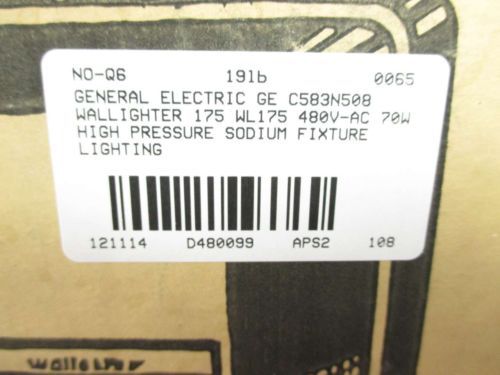 NO-Q6 19lb 0065
GENERAL ELECTRIC GE C583N508
WALLIGHTER 175 WL175 480V-AC 70W
HIGH PRESSURE SODIUM FIXTURE
LIGHTING
121114 D480099 APS2 108